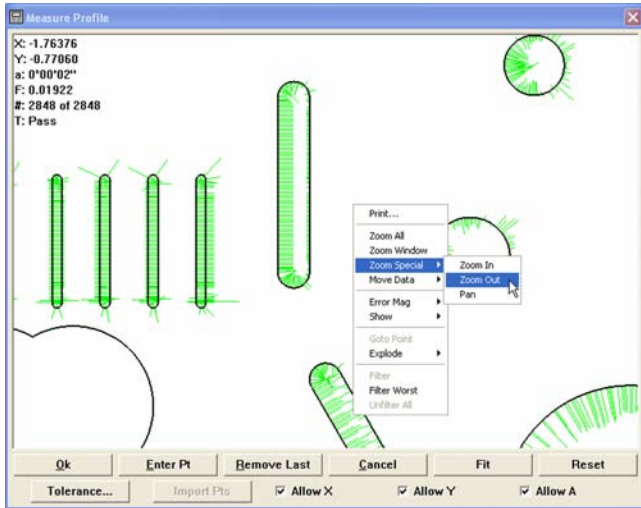 Measure Profile
X: -1.76376
Y: -0.77060
a: 0°00'02"
F: 0.01922
#: 2848 of 2848
T: Pass
Print...
Zoom All
Zoom Window
Zoom Special
Zoom In
Move Data
Zoom Out
Pan
Error Mag
Show
Goto Point
Explode
Filter
Filter Worst
Unfilter All
Ok Enter Pt Remove Last Cancel Fit Reset
Tolerance... Import Pts Allow X Allow Y Allow A